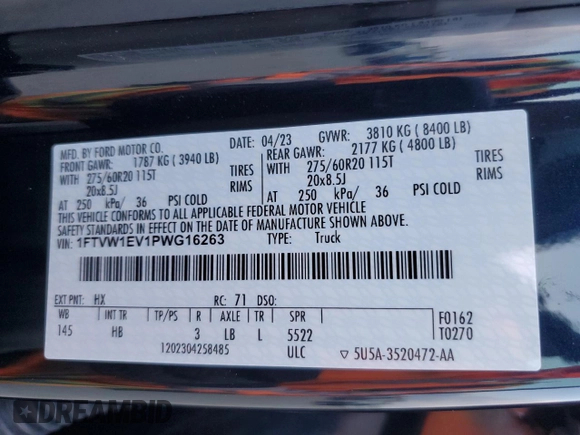 MFD. BY FORD MOTOR CO. DATE: 04/23 GVWR: 3810 KG ( 8400 LB)
FRONT GAWR: 1787 KG ( 3940 LB) REAR GAWR: 2177 KG ( 4800 LB)
WITH 275/60R20 115T TIRES WITH 275/60R20 115T TIRES
20x8.5J RIMS 20x8.5J RIMS
AT 250 kPa/ 36 PSI COLD AT 250 kPa/ 36 PSI COLD
THIS VEHICLE CONFORMS TO ALL APPLICABLE FEDERAL MOTOR VEHICLE
SAFETY STANDARDS IN EFFECT ON THE DATE OF MANUFACTURE SHOWN ABOVE.
VIN: 1FTVW1EV1PWG16263 TYPE: Truck
EXT PNT: HX RC: 71 DSO:
WB INT TR TP/PS R AXLE TR SPR F0162
145 HB 3 LB L 5522 T0270
1202304258485 ULC ▽ 5U5A-3520472-AA
DREAMBID